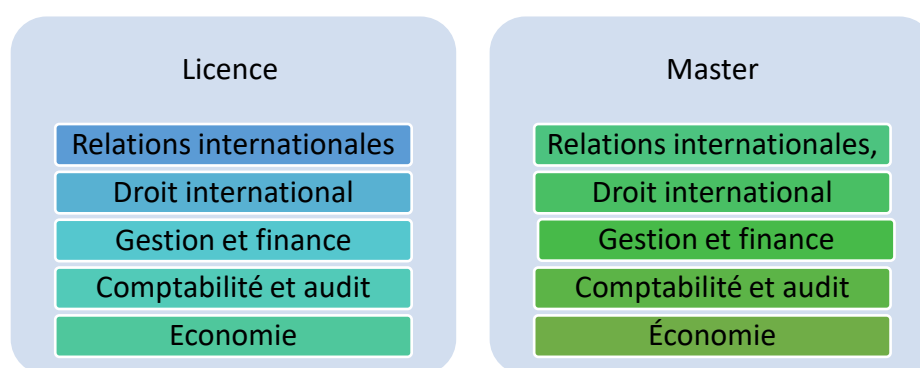 Licence
Relations internationales
Droit international
Gestion et finance
Comptabilité et audit
Economie
Master
Relations internationales,
Droit international
Gestion et finance
Comptabilité et audit
Économie